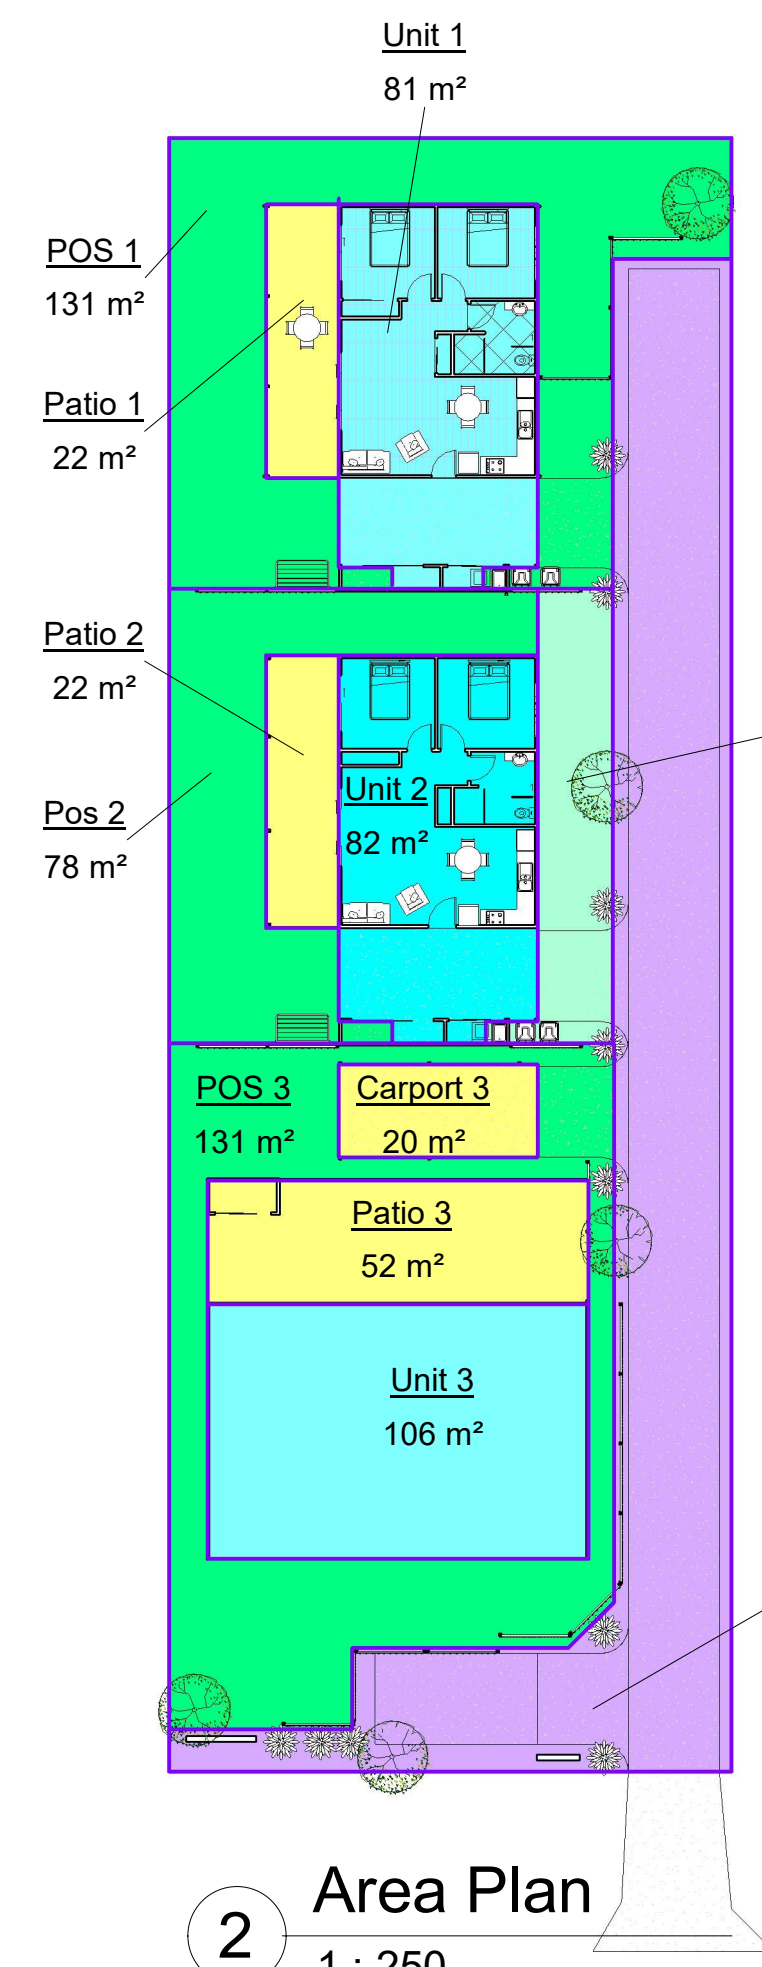 Unit 1
81 m²
POS 1
131 m²
Patio 1
22 m²
Patio 2
22 m²
Unit 2
82 m²
Pos 2
78 m²
POS 3
131 m²
Carport 3
20 m²
Patio 3
52 m²
Unit 3
106 m²
2
Area Plan
1 : 250